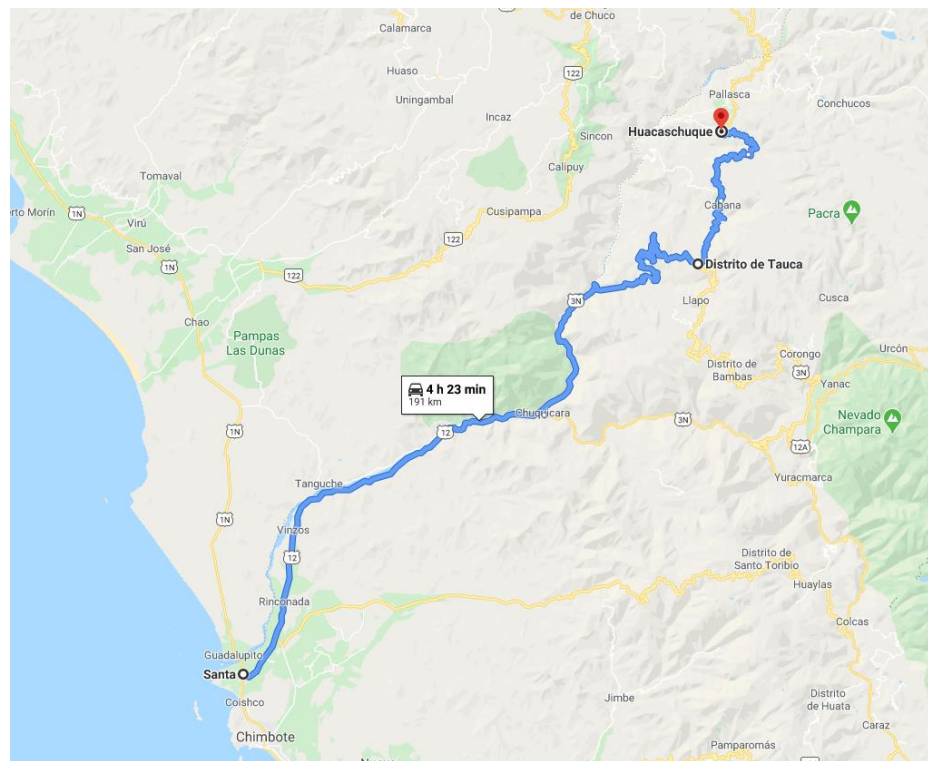 de Chuco
Calamarca
Huaso
122
122
Uningambal
Pallasca
Conchucos
Incaz
Huacaschuque
Sincon
Calipuy
Tomaval
Cabana
erto Morín
1N
Virú
Cusipampa
Pacra
San José
122
1N
Distrito de Tauca
122
Llapo
Cusca
3N
Chao
Pampas
Las Dunas
Urcón
Distrito de
Bambas
Corongo
3N
Yanac
4 h 23 min
191 km
Chuquicara
3N
Nevado
Champara
1N
12
12A
Yuracmarca
Tanguche
1N
Vinzos
12
Distrito de
Santo Toribio
Huaylas
Rinconada
Colcas
Guadalupito
Santa
Coishco
Jimbe
Distrito
de Huata
Caraz
Chimbote
Pamparomás